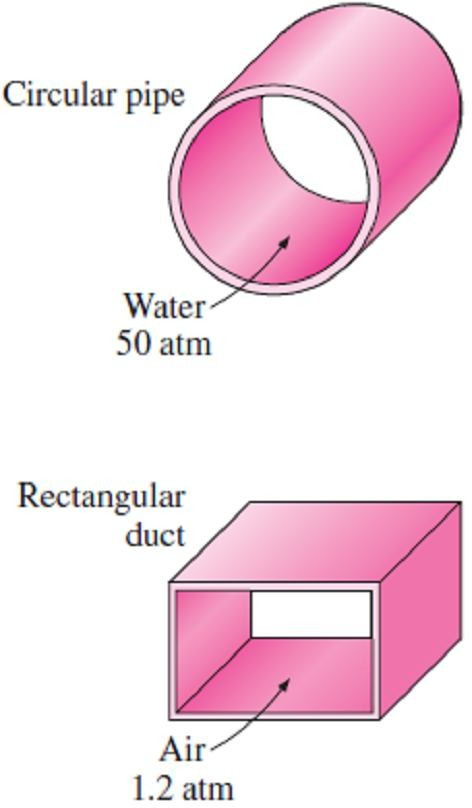 Circular pipe
Water
50 atm
Rectangular
duct
Air
1.2 atm